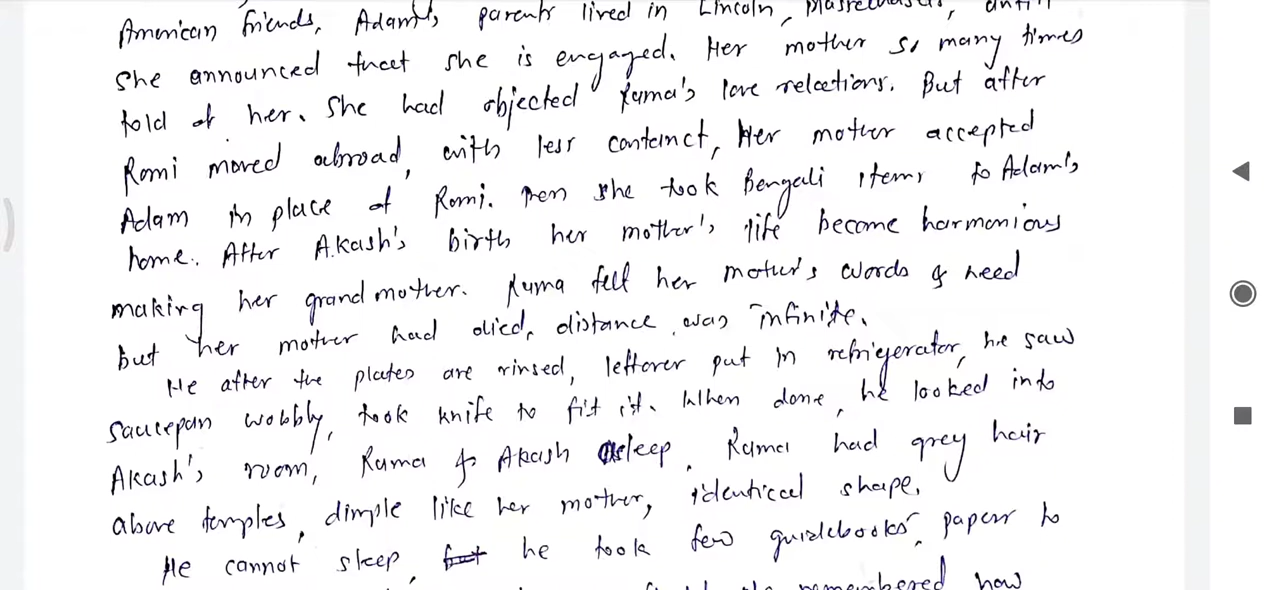 American friends. Adam's parents lived in Lincoln,
she announced that she is engaged. Her mother so many times
told of her. She had objected Ruma's love relations. But after
Romi moved abroad, with less contact, Her mother accepted
Adam in place of Romi. Then she took Bengali items to Adam's
home. After Akash's birth her mother's life become harmonious
making her grandmother. Ruma felt her mother's words & need
but her mother had died, distance was infinite.
He after the plates are rinsed, leftover put in refrigerator, he saw
saucepan wobbly, took knife to fit it. When done, he looked into
Akash's room, Ruma & Akash asleep. Ruma had grey hair
above temples, dimple like her mother, identical shape.
He cannot sleep, he took few guidebooks, papers to
remembered how